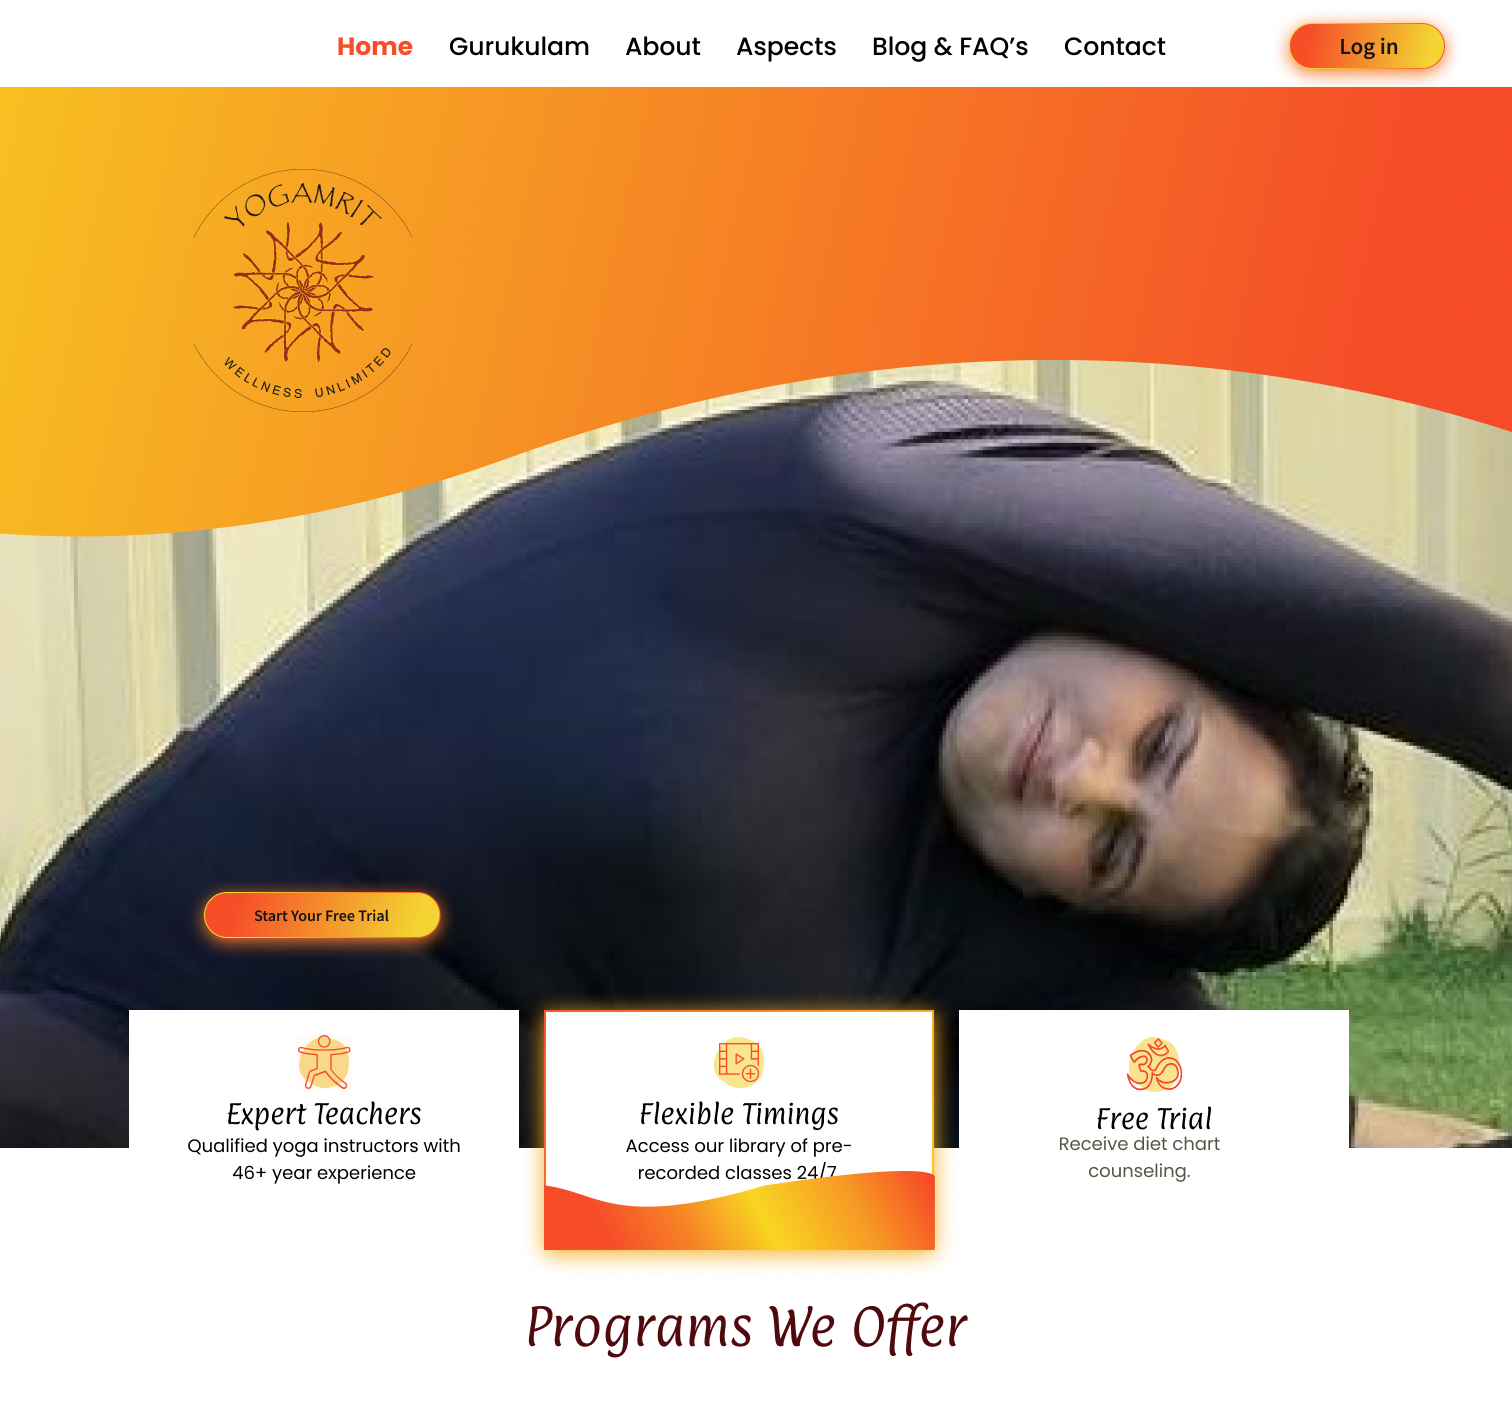 Home Gurukulam About Aspects Blog & FAQ’s Contact Log in
YOGAMRIT
WELLNESS UNLIMITED
Start Your Free Trial
Expert Teachers
Qualified yoga instructors with
46+ year experience
Flexible Timings
Access our library of pre-
recorded classes 24/7
Free Trial
Receive diet chart
counseling.
Programs We Offer